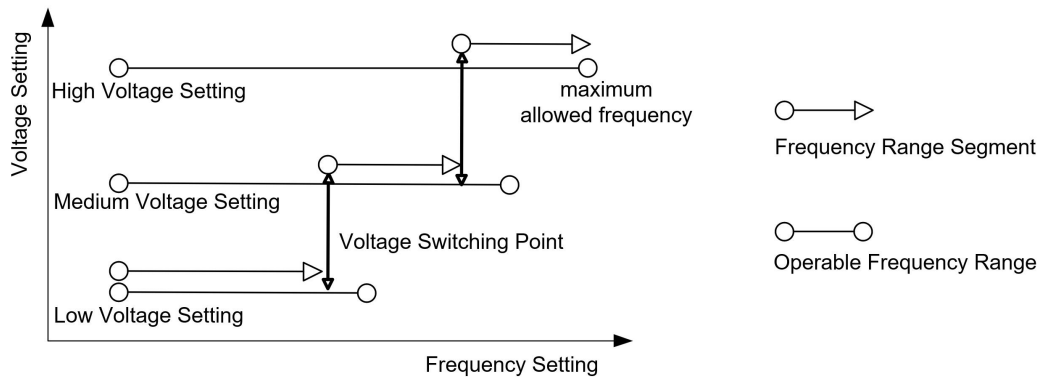 Voltage Setting
High Voltage Setting
maximum
allowed frequency
Medium Voltage Setting
Voltage Switching Point
Low Voltage Setting
Frequency Setting
Frequency Range Segment
Operable Frequency Range